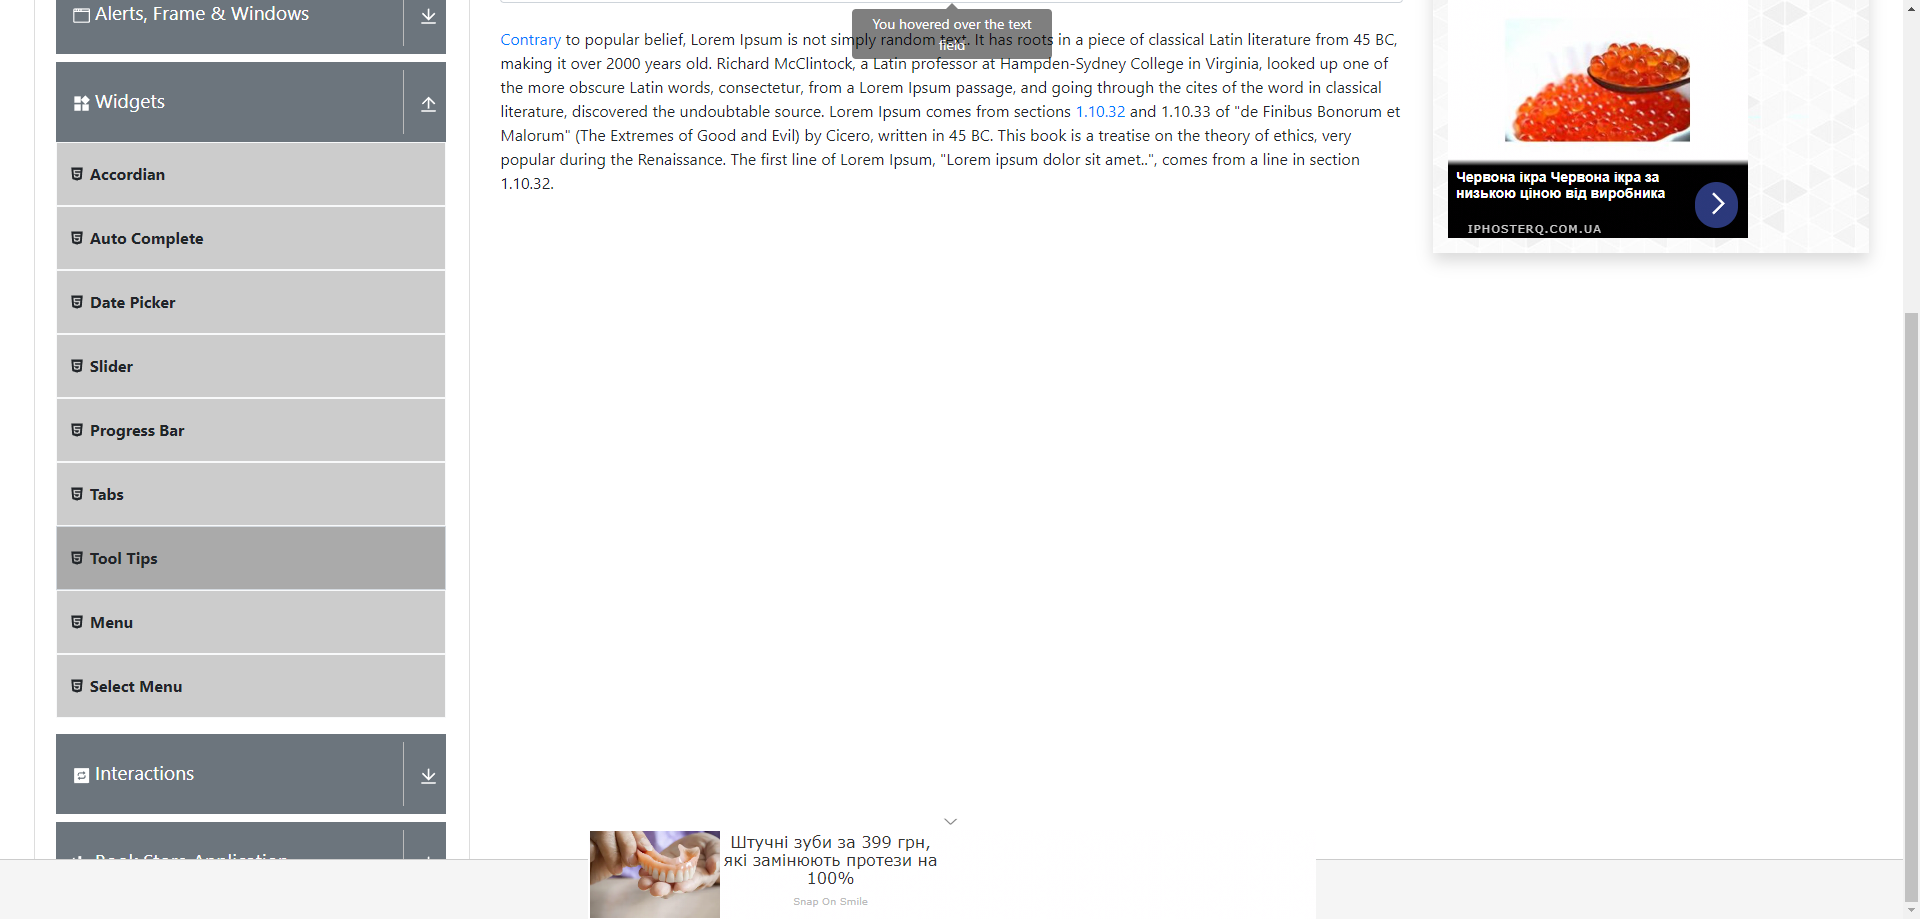 Alerts, Frame & Windows
Widgets
Accordian
Auto Complete
Date Picker
Slider
Progress Bar
Tabs
Tool Tips
Menu
Select Menu
Interactions
Book Store Application
You hovered over the text
field
Contrary to popular belief, Lorem Ipsum is not simply random text. It has roots in a piece of classical Latin literature from 45 BC,
making it over 2000 years old. Richard McClintock, a Latin professor at Hampden-Sydney College in Virginia, looked up one of
the more obscure Latin words, consectetur, from a Lorem Ipsum passage, and going through the cites of the word in classical
literature, discovered the undoubtable source. Lorem Ipsum comes from sections 1.10.32 and 1.10.33 of "de Finibus Bonorum et
Malorum" (The Extremes of Good and Evil) by Cicero, written in 45 BC. This book is a treatise on the theory of ethics, very
popular during the Renaissance. The first line of Lorem Ipsum, "Lorem ipsum dolor sit amet..", comes from a line in section
1.10.32.
Червона ікра Червона ікра за
низькою ціною від виробника
IPHOSTERQ.COM.UA
Штучні зуби за 399 грн,
які замінюють протези на
100%
Snap On Smile